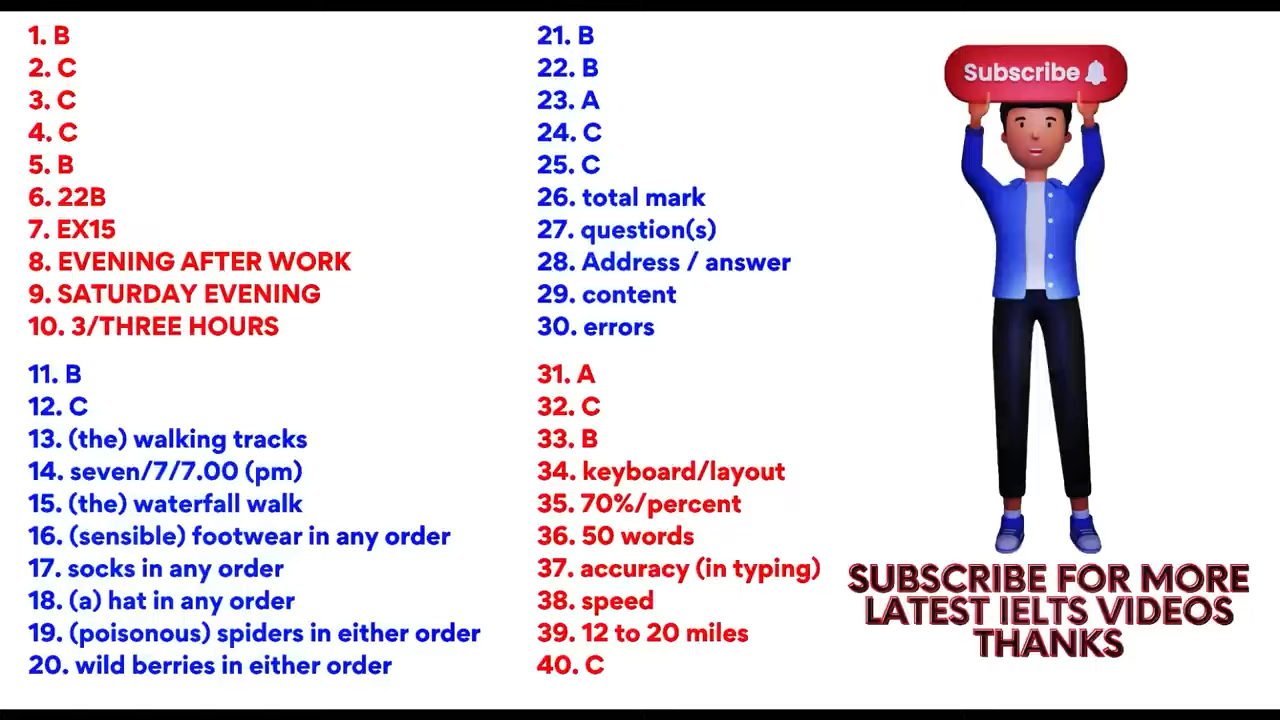 1. B
2. C
3. C
4. C
5. B
6. 22B
7. EX15
8. EVENING AFTER WORK
9. SATURDAY EVENING
10. 3/THREE HOURS
11. B
12. C
13. (the) walking tracks
14. seven/7/7.00 (pm)
15. (the) waterfall walk
16. (sensible) footwear in any order
17. socks in any order
18. (a) hat in any order
19. (poisonous) spiders in either order
20. wild berries in either order
21. B
22. B
23. A
24. C
25. C
26. total mark
27. question(s)
28. Address / answer
29. content
30. errors
31. A
32. C
33. B
34. keyboard/layout
35. 70%/percent
36. 50 words
37. accuracy (in typing)
38. speed
39. 12 to 20 miles
40. C
Subscribe
SUBSCRIBE FOR MORE
LATEST IELTS VIDEOS
THANKS